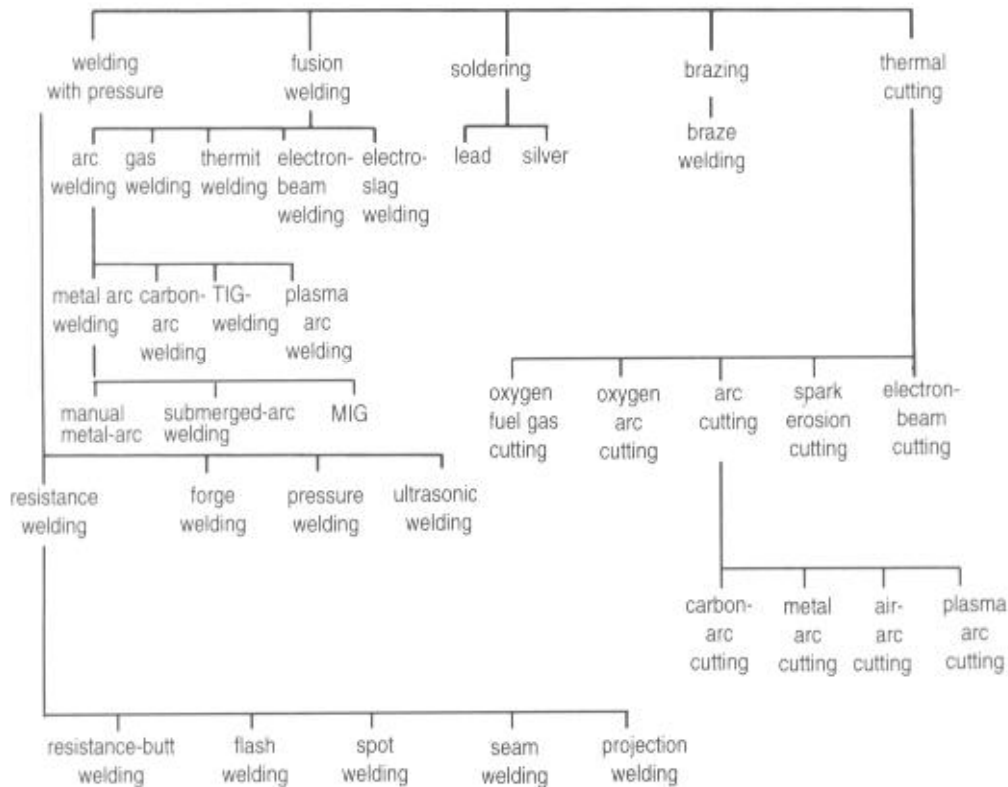 welding
with pressure
fusion
welding
soldering
brazing
thermal
cutting
lead
silver
braze
welding
arc
welding
gas
welding
thermit
welding
electron-
beam
welding
electro-
slag
welding
metal arc
welding
carbon-
arc
welding
TIG-
welding
plasma
arc
welding
manual
metal-arc
submerged-arc
welding
MIG
oxygen
fuel gas
cutting
oxygen
arc
cutting
arc
cutting
spark
erosion
cutting
electron-
beam
cutting
resistance
welding
forge
welding
pressure
welding
ultrasonic
welding
carbon-
arc
cutting
metal
arc
cutting
air-
arc
cutting
plasma
arc
cutting
resistance-butt
welding
flash
welding
spot
welding
seam
welding
projection
welding